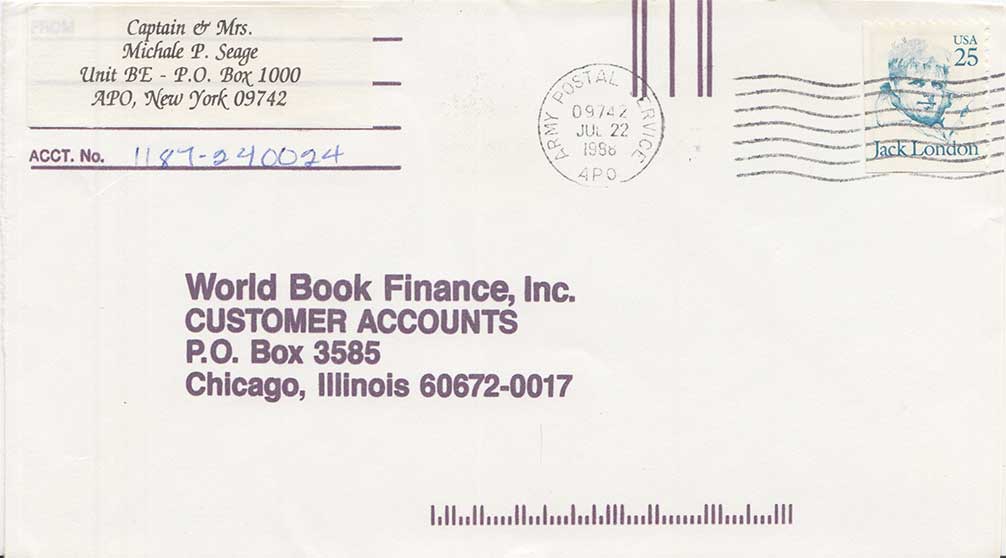 FROM
Captain & Mrs.
Michale P. Seage
Unit BE - P.O. Box 1000
APO, New York 09742
ACCT. No. 1187-240024
ARMY POSTAL SERVICE
09742
JUL 22
1998
APO
USA
25
Jack London
World Book Finance, Inc.
CUSTOMER ACCOUNTS
P.O. Box 3585
Chicago, Illinois 60672-0017